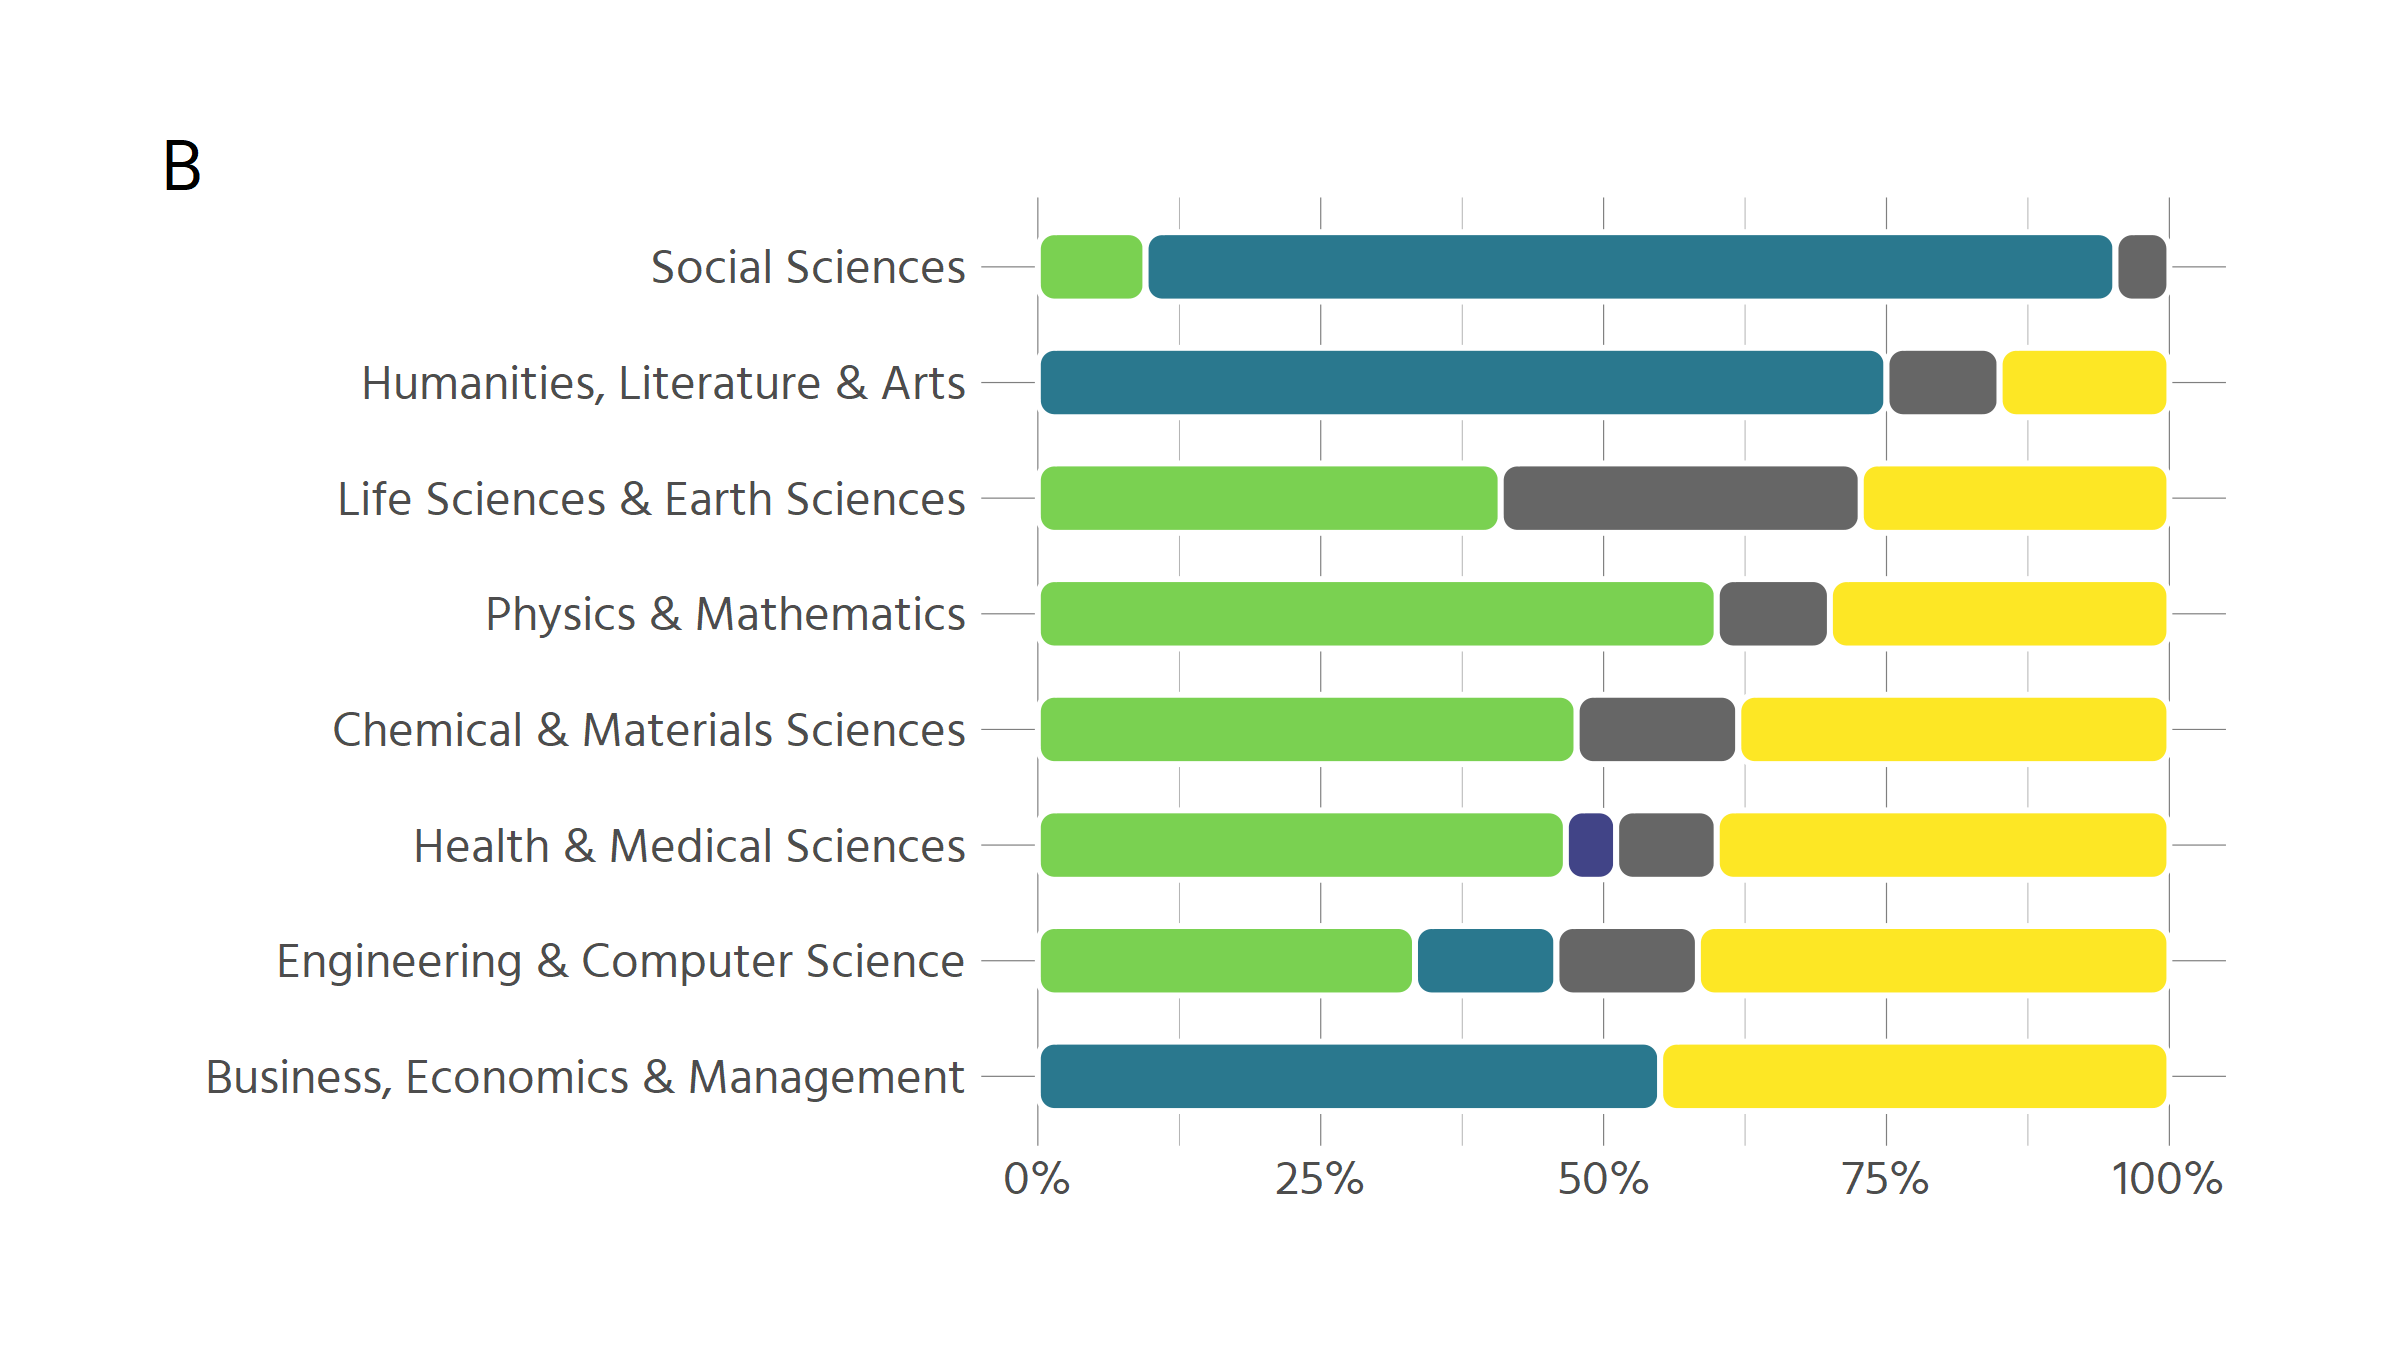 B
Social Sciences
Humanities, Literature & Arts
Life Sciences & Earth Sciences
Physics & Mathematics
Chemical & Materials Sciences
Health & Medical Sciences
Engineering & Computer Science
Business, Economics & Management
0% 25% 50% 75% 100%